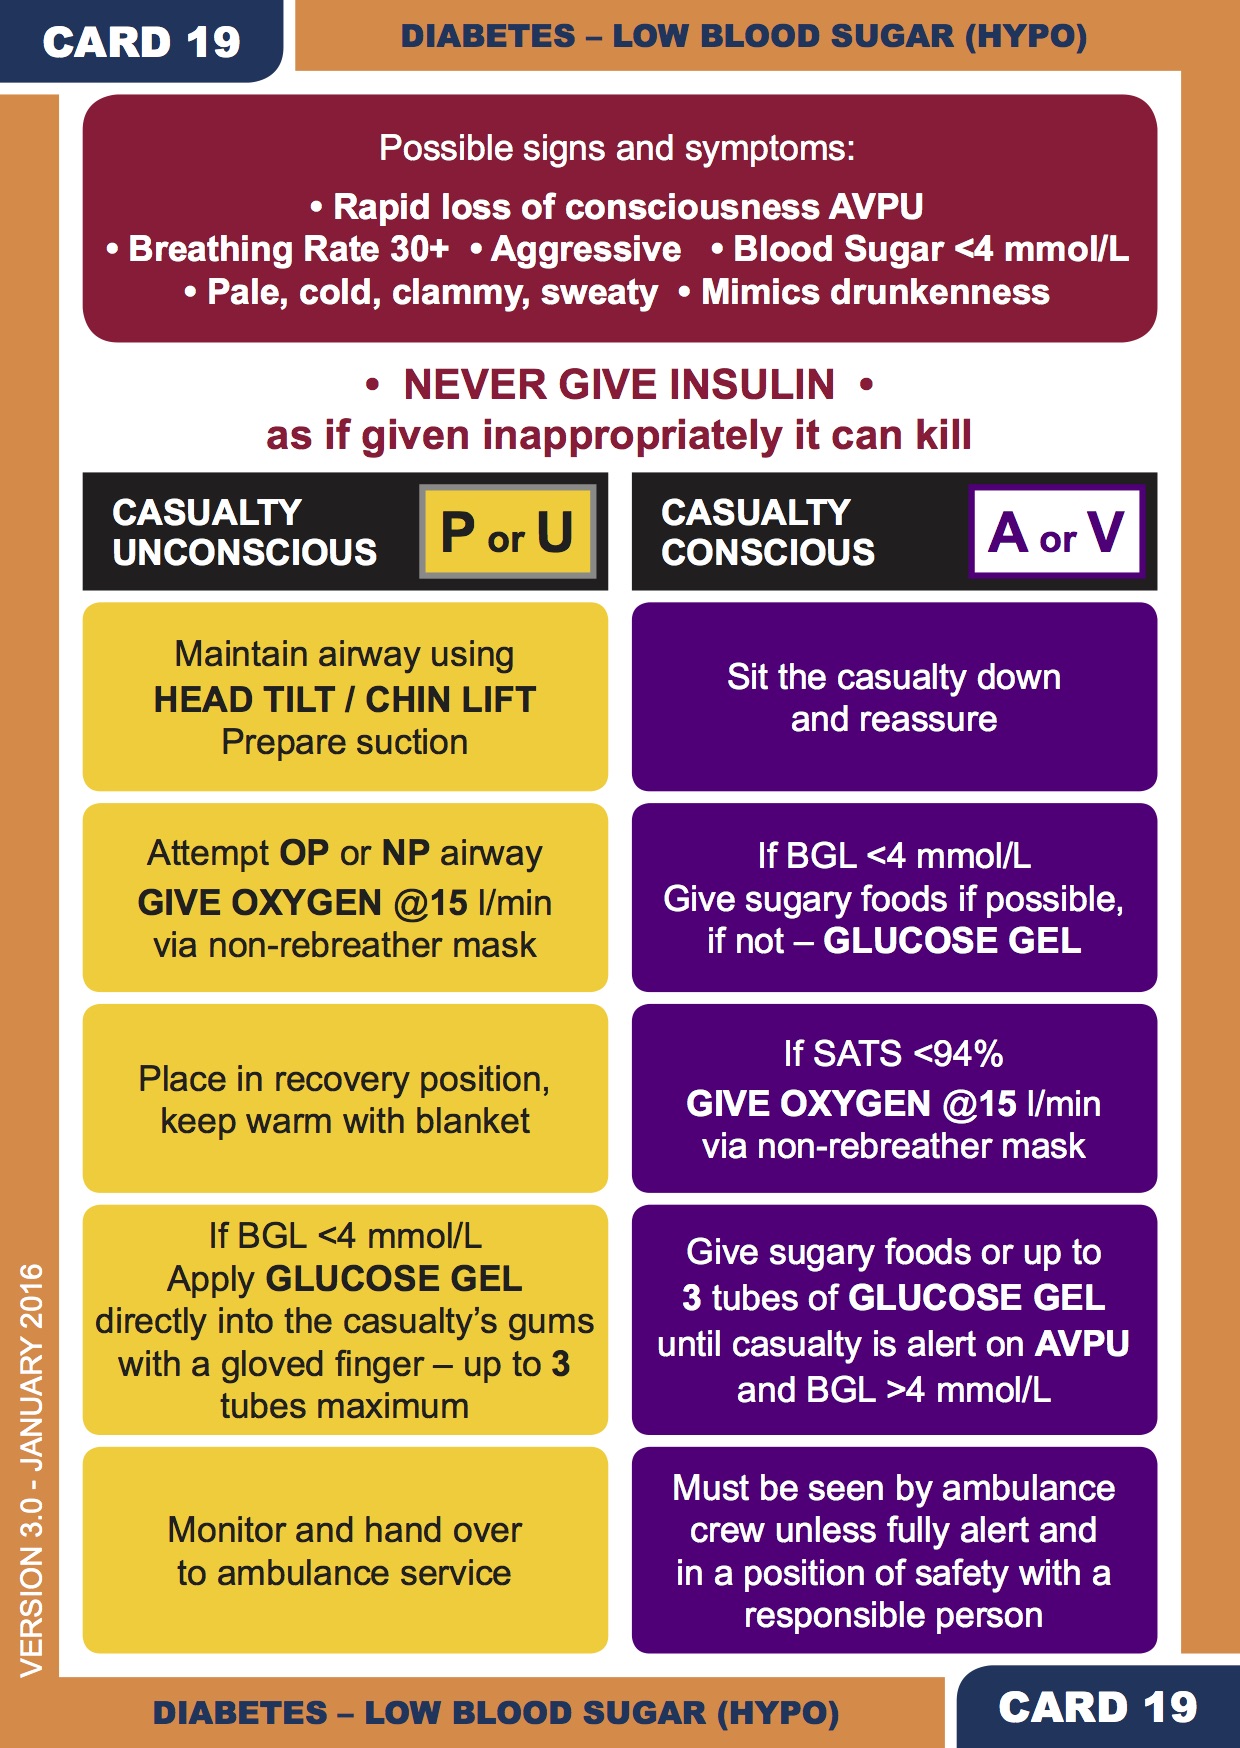 CARD 19
DIABETES – LOW BLOOD SUGAR (HYPO)
Possible signs and symptoms:
• Rapid loss of consciousness AVPU
• Breathing Rate 30+ • Aggressive • Blood Sugar <4 mmol/L
• Pale, cold, clammy, sweaty • Mimics drunkenness
• NEVER GIVE INSULIN •
as if given inappropriately it can kill
CASUALTY
UNCONSCIOUS
P or U
Maintain airway using
HEAD TILT / CHIN LIFT
Prepare suction
Attempt OP or NP airway
GIVE OXYGEN @15 l/min
via non-rebreather mask
Place in recovery position,
keep warm with blanket
If BGL <4 mmol/L
Apply GLUCOSE GEL
directly into the casualty’s gums
with a gloved finger – up to 3
tubes maximum
Monitor and hand over
to ambulance service
CASUALTY
CONSCIOUS
A or V
Sit the casualty down
and reassure
If BGL <4 mmol/L
Give sugary foods if possible,
if not – GLUCOSE GEL
If SATS <94%
GIVE OXYGEN @15 l/min
via non-rebreather mask
Give sugary foods or up to
3 tubes of GLUCOSE GEL
until casualty is alert on AVPU
and BGL >4 mmol/L
Must be seen by ambulance
crew unless fully alert and
in a position of safety with a
responsible person
VERSION 3.0 - JANUARY 2016
DIABETES – LOW BLOOD SUGAR (HYPO)
CARD 19